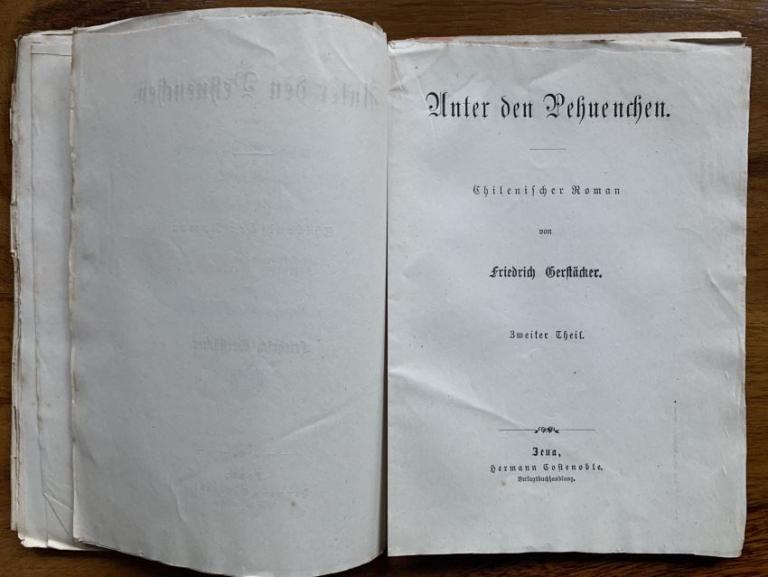 Unter den Pehuenchen.
Chilenischer Roman
von
Friedrich Gerstäcker.
Zweiter Theil.
Jena,
Hermann Costenoble.
Verlagsbuchhandlung.